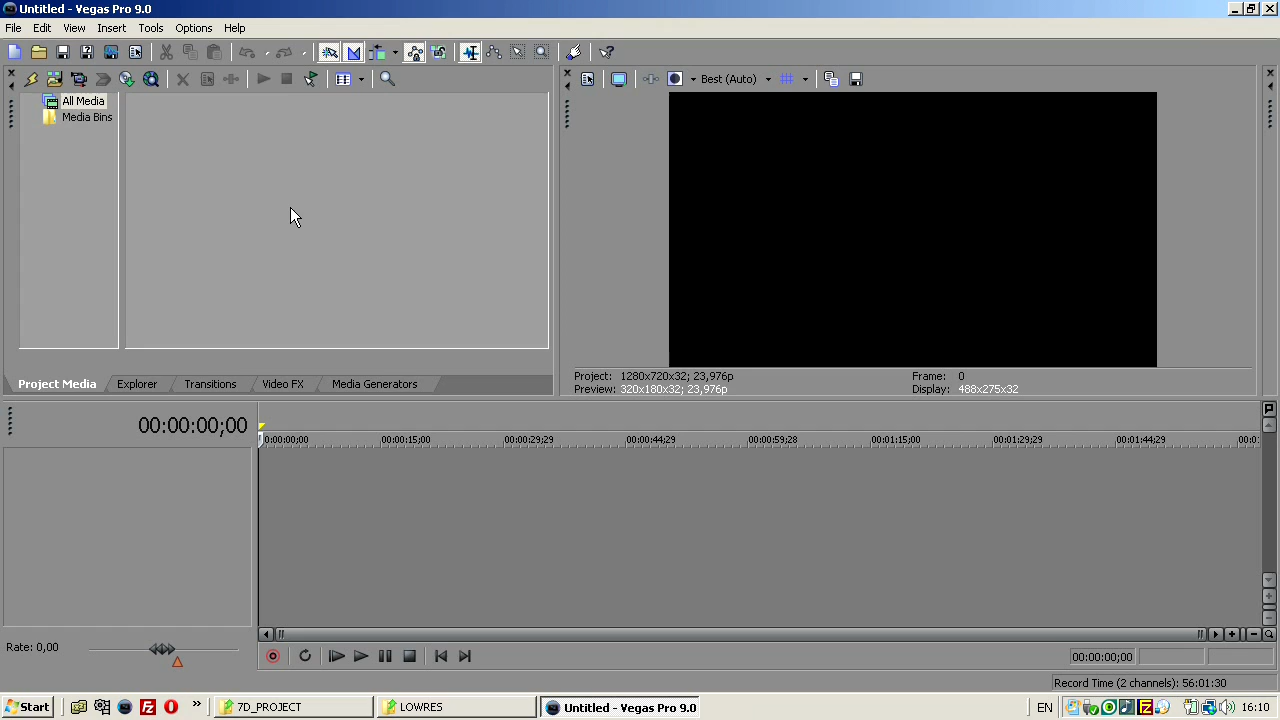 Untitled - Vegas Pro 9.0
File Edit View Insert Tools Options Help
Best (Auto)
All Media
Media Bins
Project: 1280x720x32; 23,976p Frame: 0
Preview: 320x180x32; 23,976p Display: 488x275x32
Project Media Explorer Transitions Video FX Media Generators
00:00:00;00
0:00:00;00 00:00:15;00 00:00:29;29 00:00:44;29 00:00:59;28 00:01:15;00 00:01:29;29 00:01:44;29 00:0
Rate: 0,00
00:00:00;00
Record Time (2 channels): 56:01:30
Start 7D_PROJECT LOWRES Untitled - Vegas Pro 9.0 EN 16:10